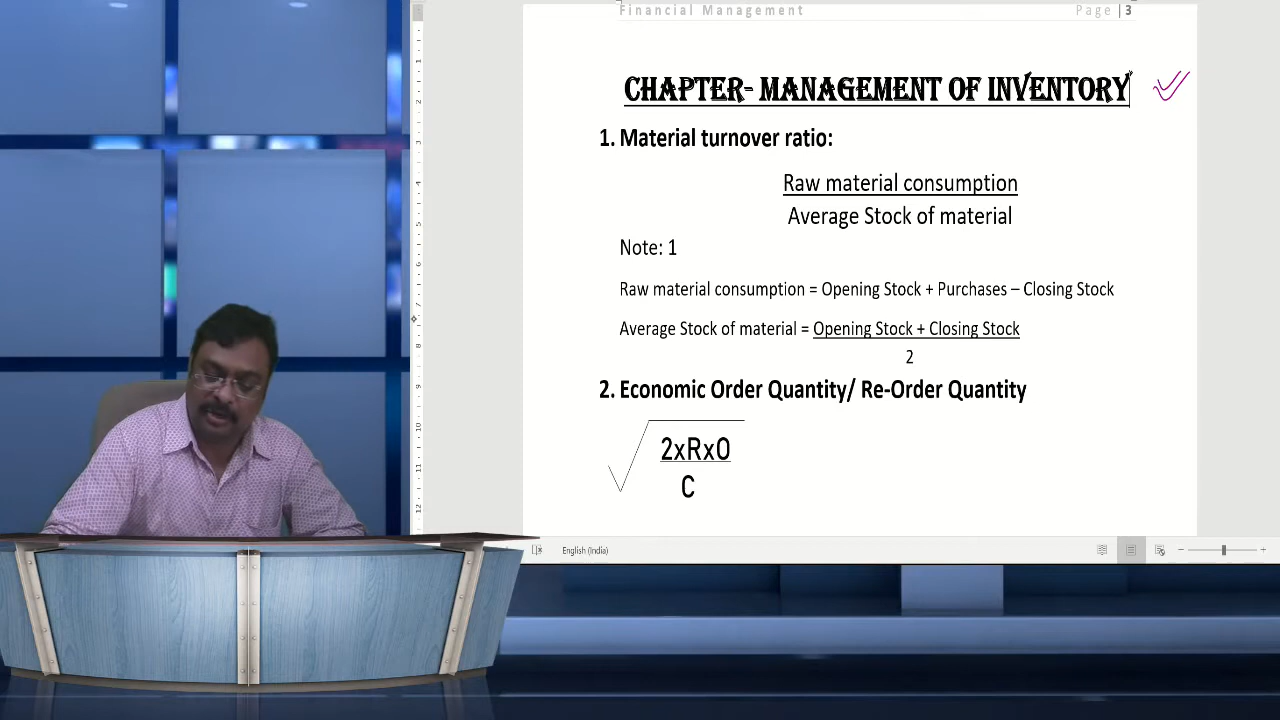 Financial Management
Page | 3
CHAPTER- MANAGEMENT OF INVENTORY
1. Material turnover ratio:
Raw material consumption
Average Stock of material
Note: 1
Raw material consumption = Opening Stock + Purchases – Closing Stock
Average Stock of material = Opening Stock + Closing Stock
2
2. Economic Order Quantity/ Re-Order Quantity
√ 2xRxO
C
English (India)